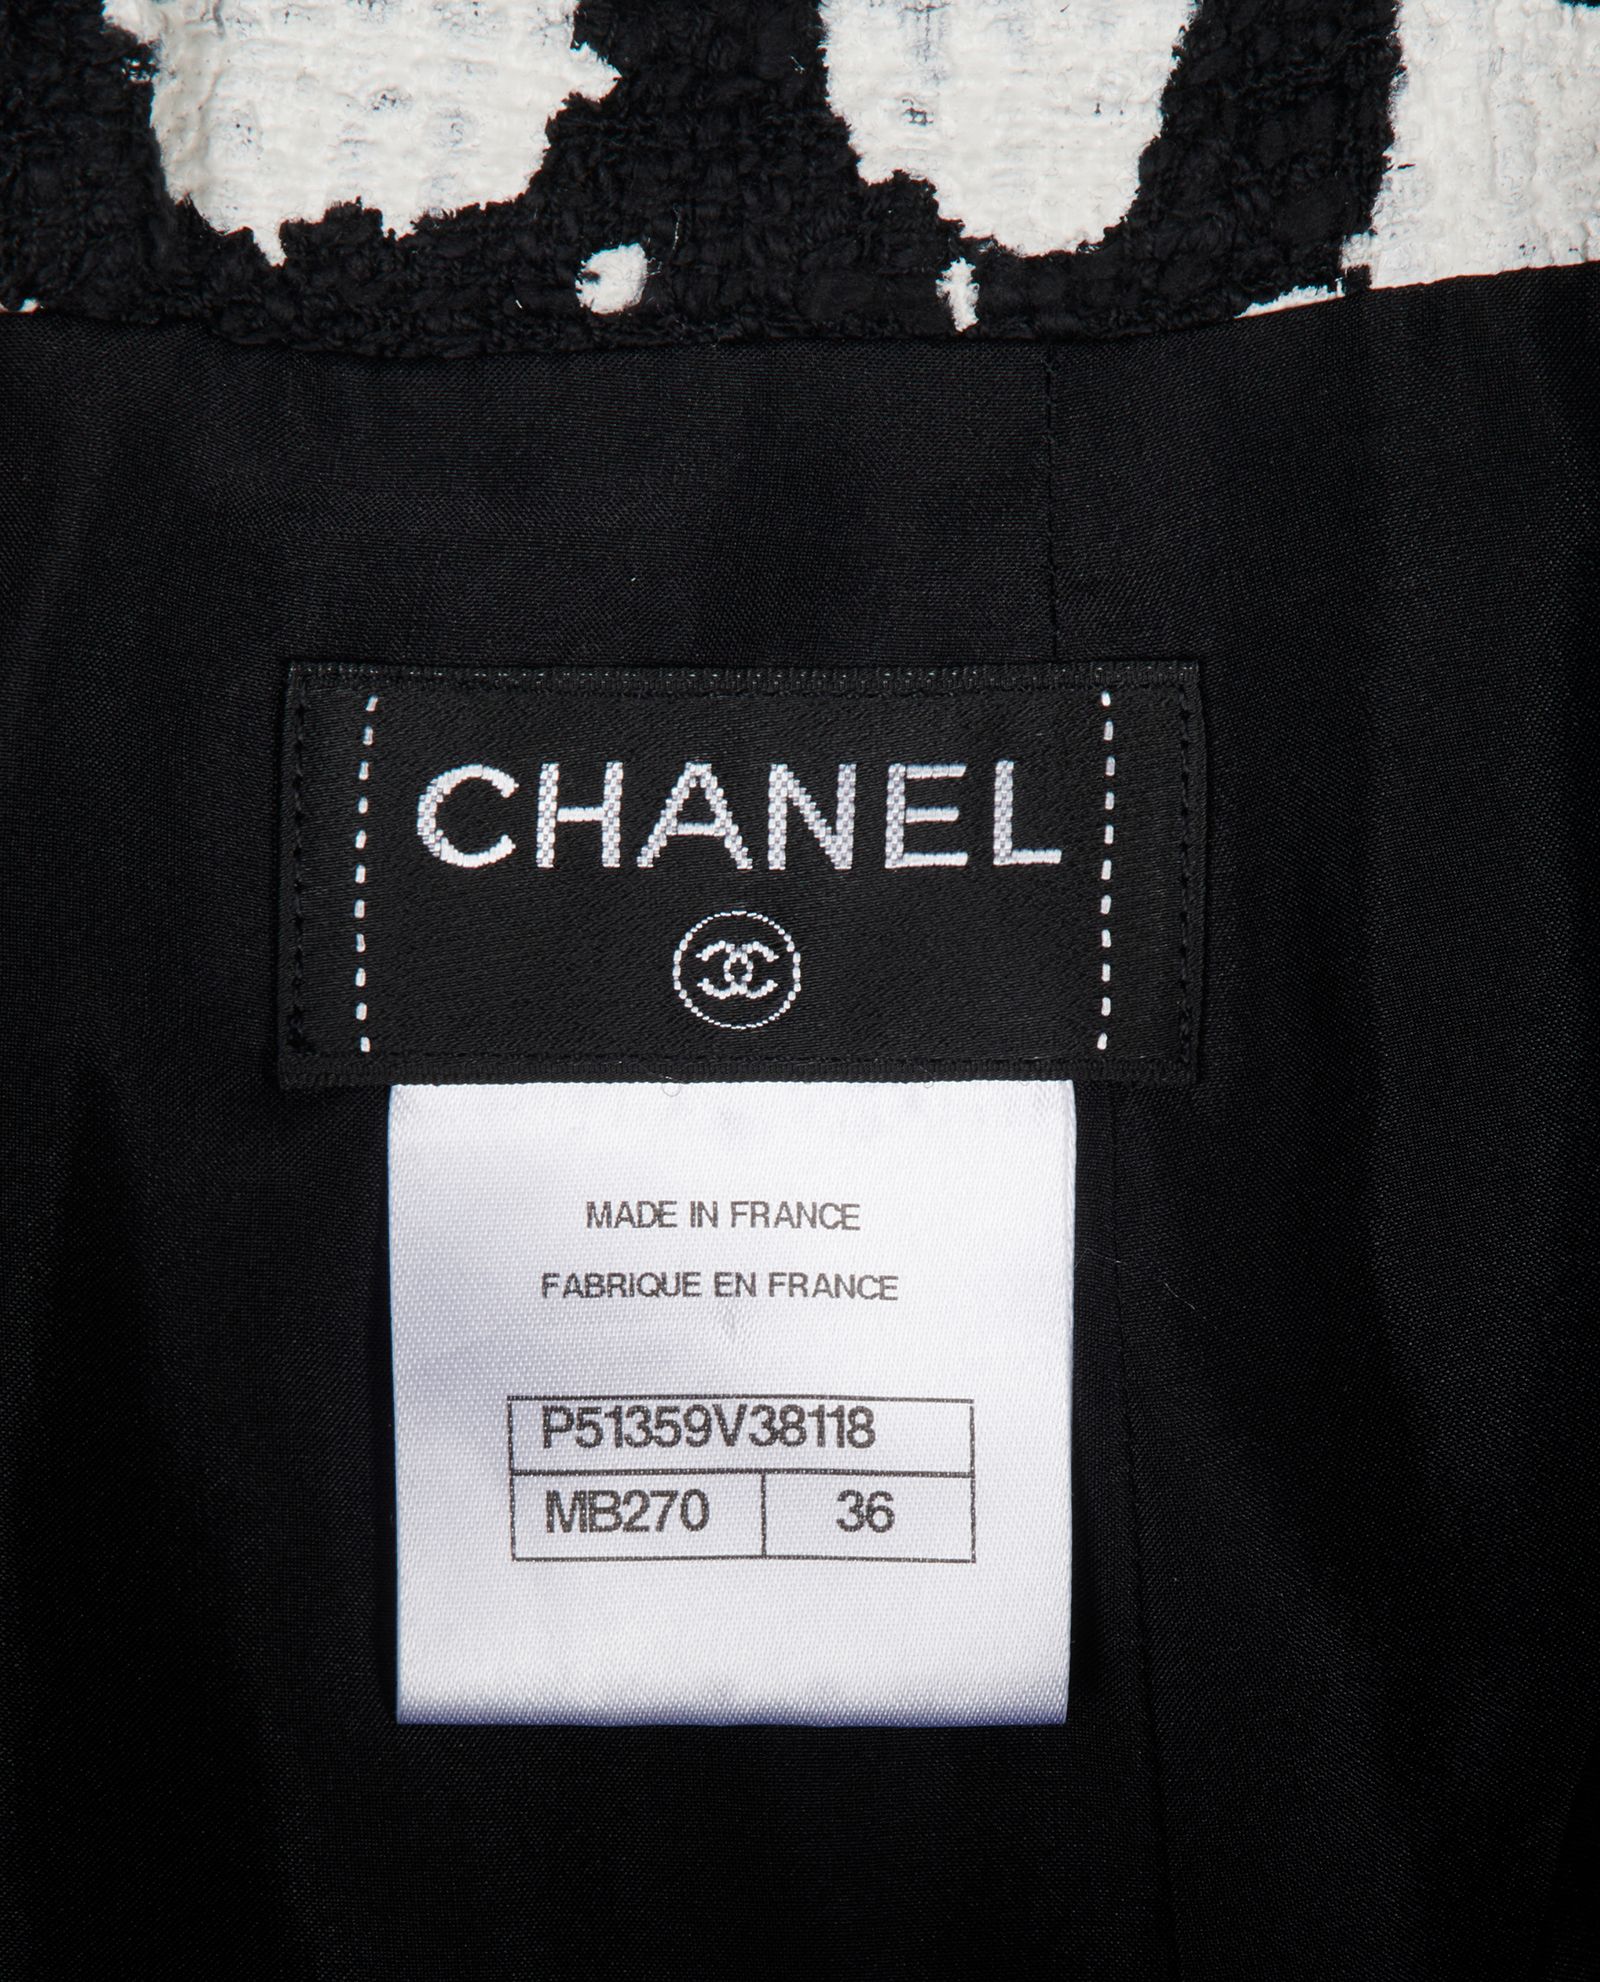 CHANEL
MADE IN FRANCE
FABRIQUE EN FRANCE
P51359V38118
MB270 36